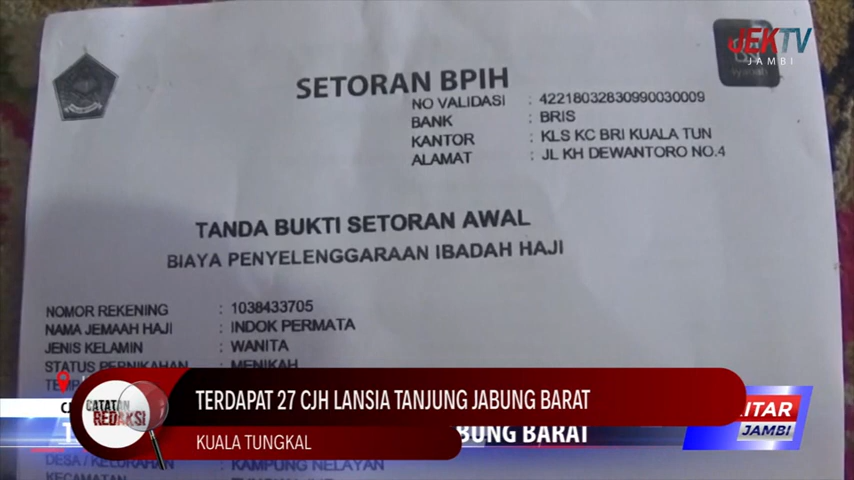 JEKTV
JAMBI
SETORAN BPIH
NO VALIDASI : 42218032830990030009
BANK : BRIS
KANTOR : KLS KC BRI KUALA TUN
ALAMAT : JL KH DEWANTORO NO.4
TANDA BUKTI SETORAN AWAL
BIAYA PENYELENGGARAAN IBADAH HAJI
NOMOR REKENING : 1038433705
NAMA JEMAAH HAJI : INDOK PERMATA
JENIS KELAMIN : WANITA
STATUS PERNIKAHAN : MENIKAH
CATATAN
REDAKSI
TERDAPAT 27 CJH LANSIA TANJUNG JABUNG BARAT
KUALA TUNGKAL
BUNG BARAT
ITAR
JAMBI
DESA / KELURAHAN : KAMPUNG NELAYAN
KECAMATAN